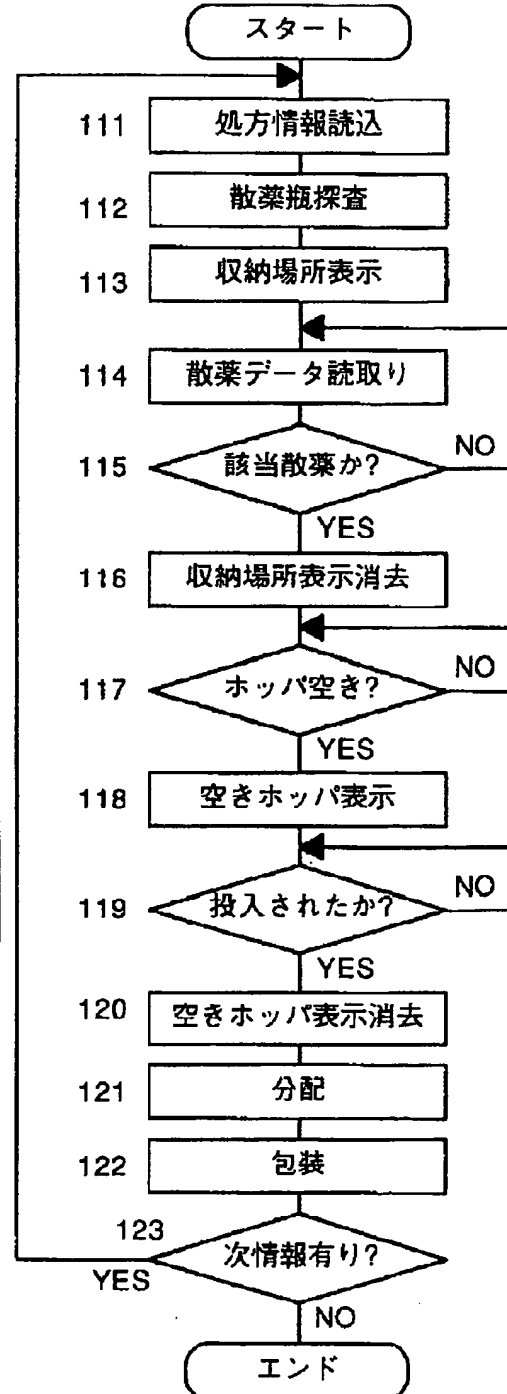 スタート
111 処方情報読込
112 散薬瓶探査
113 収納場所表示
114 散薬データ読取り
115 該当散薬か? NO
YES
116 収納場所表示消去
117 ホッパ空き? NO
YES
118 空きホッパ表示
119 投入されたか? NO
YES
120 空きホッパ表示消去
121 分配
122 包装
123 次情報有り?
YES
NO
エンド